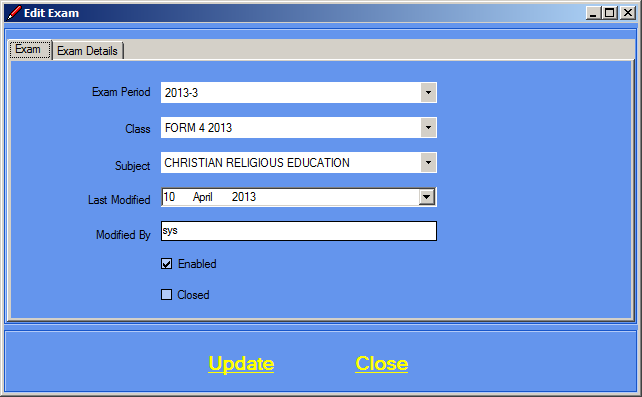 Edit Exam
Exam Exam Details
Exam Period 2013-3
Class FORM 4 2013
Subject CHRISTIAN RELIGIOUS EDUCATION
Last Modified 10 April 2013
Modified By sys
Enabled
Closed
Update Close